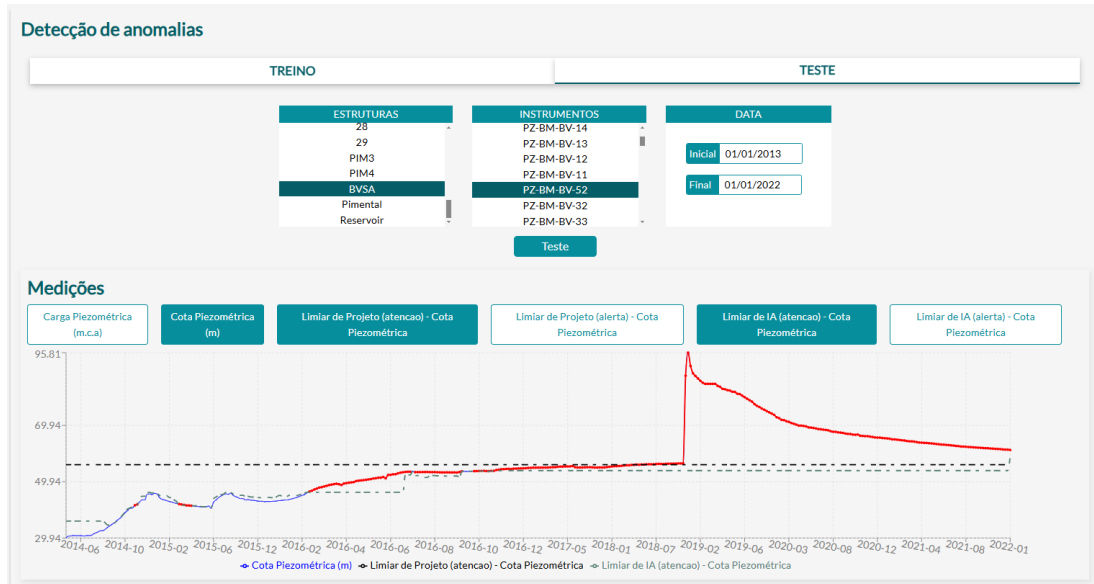 Detecção de anomalias
TREINO
TESTE
ESTRUTURAS
28
29
PIM3
PIM4
BVSA
Pimental
Reservoir
INSTRUMENTOS
PZ-BM-BV-14
PZ-BM-BV-13
PZ-BM-BV-12
PZ-BM-BV-11
PZ-BM-BV-52
PZ-BM-BV-32
PZ-BM-BV-33
DATA
Inicial 01/01/2013
Final 01/01/2022
Teste
Medições
Carga Piezométrica
(m.c.a)
Cota Piezométrica
(m)
Limiar de Projeto (atencao) - Cota
Piezométrica
Limiar de Projeto (alerta) - Cota
Piezométrica
Limiar de IA (atencao) - Cota
Piezométrica
Limiar de IA (alerta) - Cota
Piezométrica
95.81
69.94
49.94
29.94
2014-06 2014-10 2015-02 2015-06 2015-12 2016-02 2016-04 2016-06 2016-08 2016-10 2016-12 2017-05 2018-01 2018-07 2019-02 2019-06 2020-03 2020-08 2020-12 2021-04 2021-08 2022-01
Cota Piezométrica (m) Limiar de Projeto (atencao) - Cota Piezométrica Limiar de IA (atencao) - Cota Piezométrica